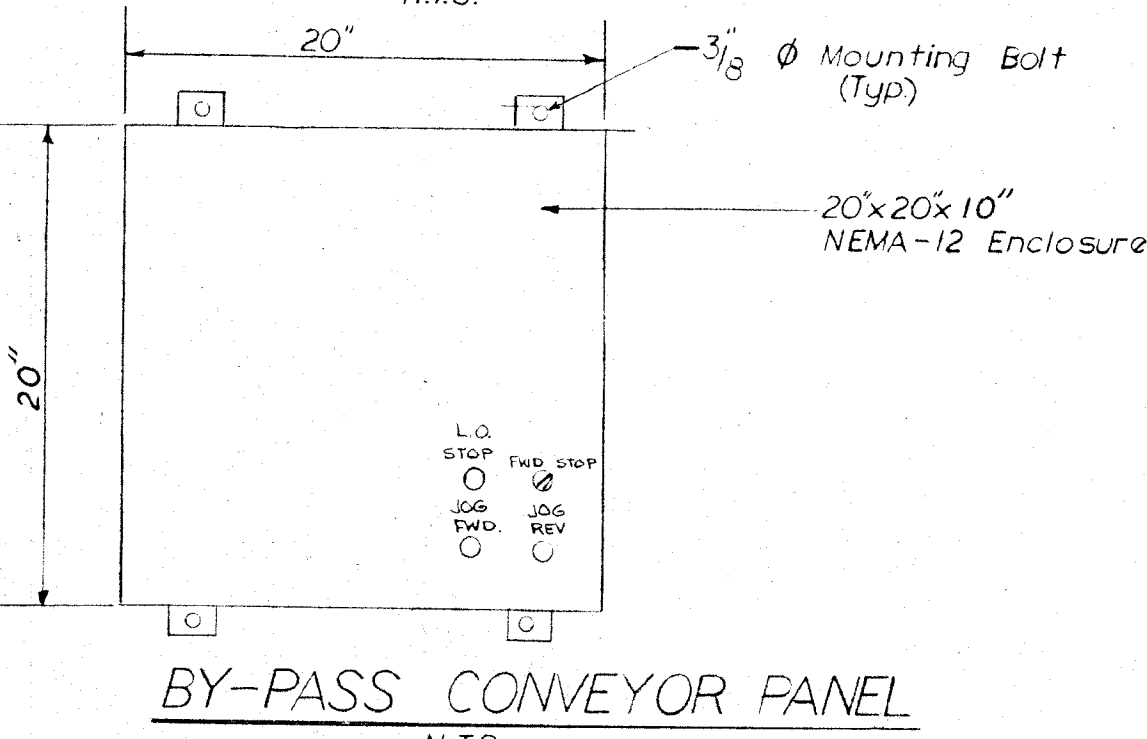 N.T.S.
20"
3/8" ϕ Mounting Bolt
(Typ.)
20"x20"x10"
NEMA-12 Enclosure
20"
L.O.
STOP
FWD STOP
JOG
FWD.
JOG
REV
BY-PASS CONVEYOR PANEL
N.T.S.